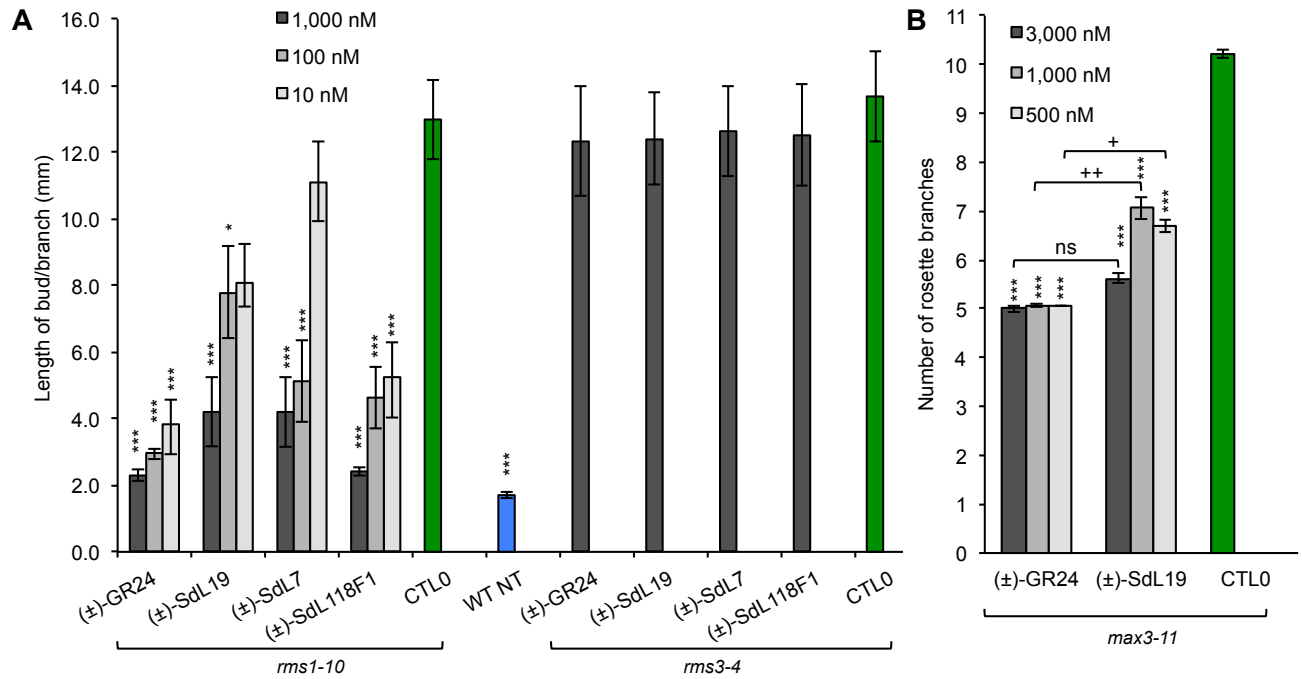 A
1,000 nM
100 nM
10 nM
Length of bud/branch (mm)
16.0
14.0
12.0
10.0
8.0
6.0
4.0
2.0
0.0
***
***
***
***
*
***
***
***
***
***
***
(±)-GR24
(±)-SdL19
(±)-SdL7
(±)-SdL118F1
CTL0
WT NT
(±)-GR24
(±)-SdL19
(±)-SdL7
(±)-SdL118F1
CTL0
rms1-10
rms3-4
B
3,000 nM
1,000 nM
500 nM
Number of rosette branches
11
10
9
8
7
6
5
4
3
2
1
0
+
++
ns
***
***
***
***
***
***
(±)-GR24
(±)-SdL19
CTL0
max3-11